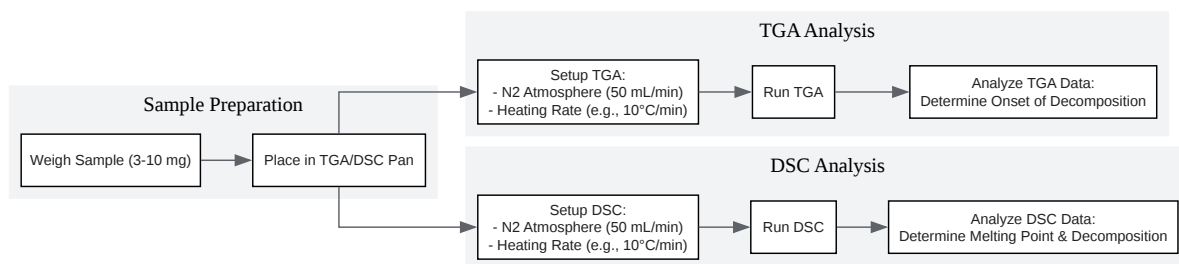 Sample Preparation
Weigh Sample (3-10 mg)
Place in TGA/DSC Pan
TGA Analysis
Setup TGA:
- N2 Atmosphere (50 mL/min)
- Heating Rate (e.g., 10°C/min)
Run TGA
Analyze TGA Data:
Determine Onset of Decomposition
DSC Analysis
Setup DSC:
- N2 Atmosphere (50 mL/min)
- Heating Rate (e.g., 10°C/min)
Run DSC
Analyze DSC Data:
Determine Melting Point & Decomposition